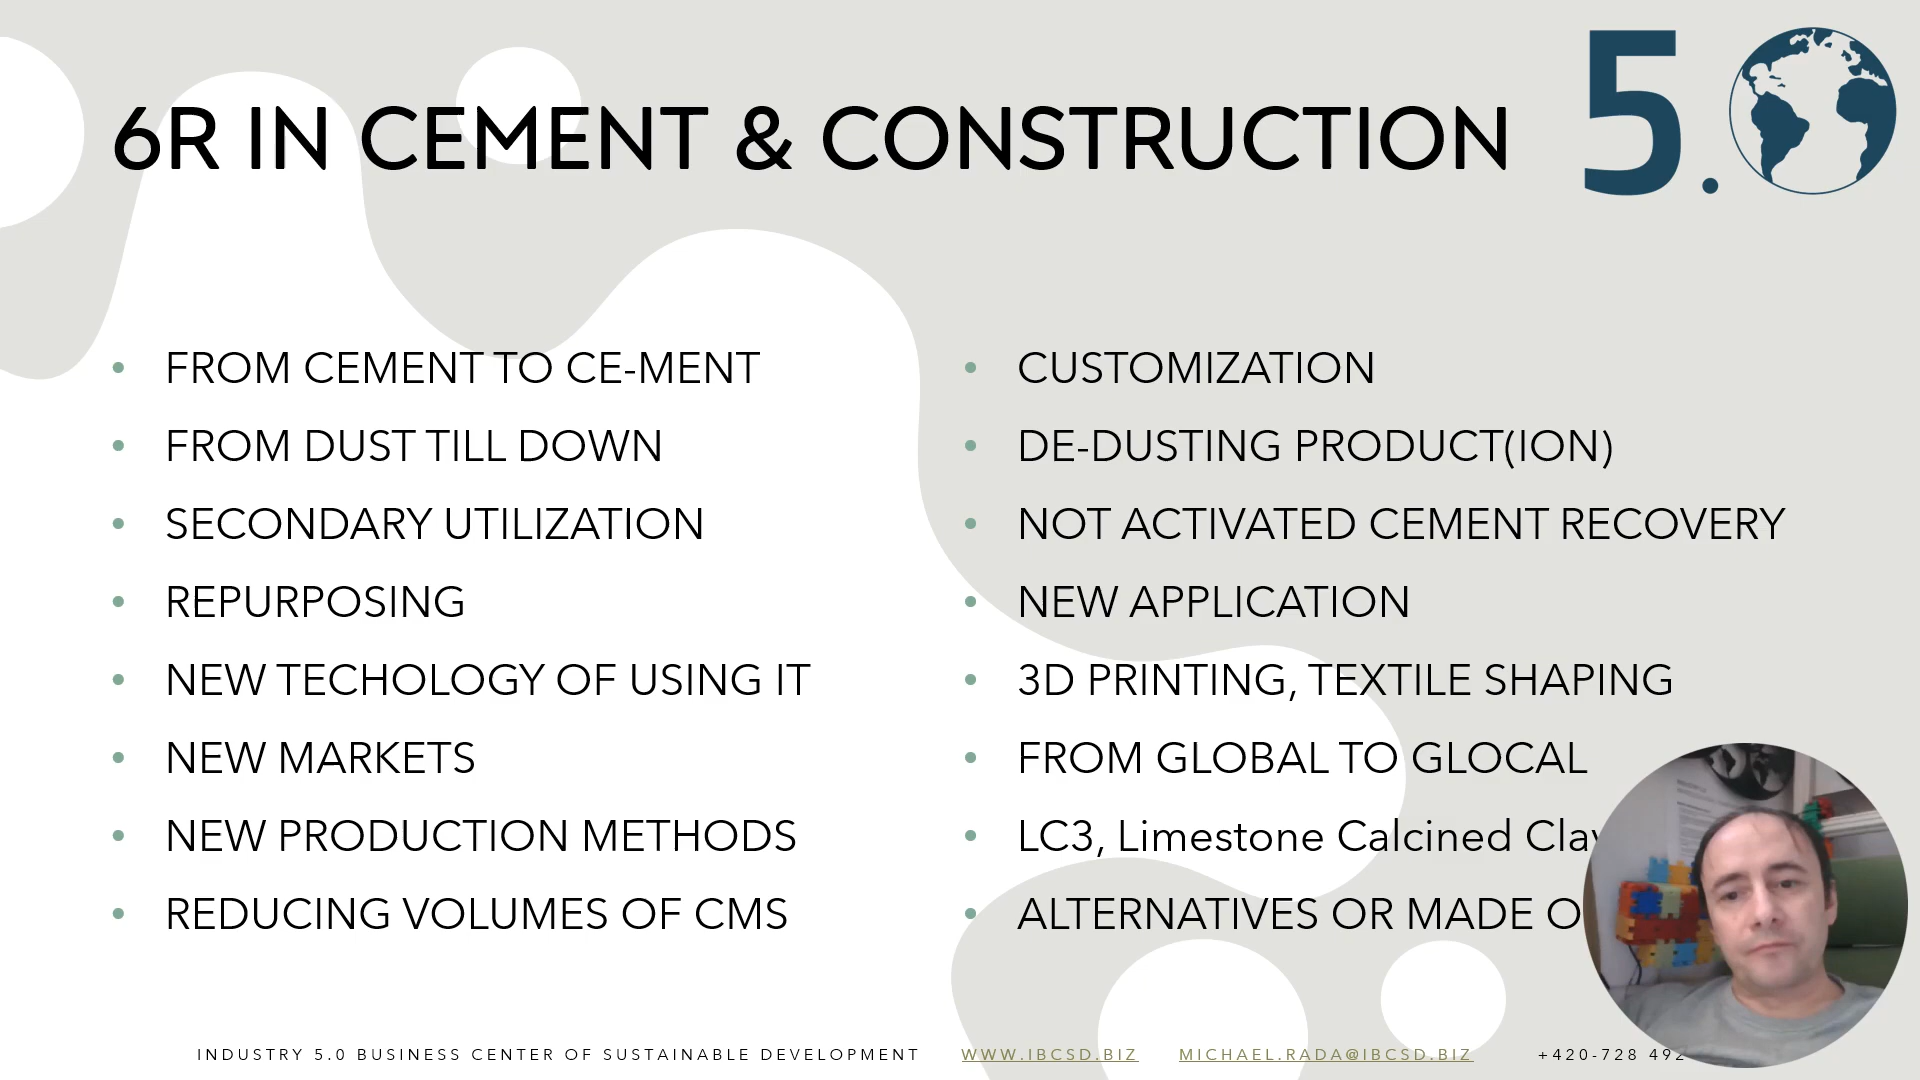 6R IN CEMENT & CONSTRUCTION
5.
FROM CEMENT TO CE-MENT
FROM DUST TILL DOWN
SECONDARY UTILIZATION
REPURPOSING
NEW TECHOLOGY OF USING IT
NEW MARKETS
NEW PRODUCTION METHODS
REDUCING VOLUMES OF CMS
CUSTOMIZATION
DE-DUSTING PRODUCT(ION)
NOT ACTIVATED CEMENT RECOVERY
NEW APPLICATION
3D PRINTING, TEXTILE SHAPING
FROM GLOBAL TO GLOCAL
LC3, Limestone Calcined Clay
ALTERNATIVES OR MADE
INDUSTRY 5.0 BUSINESS CENTER OF SUSTAINABLE DEVELOPMENT WWW.IBCSD.BIZ MICHAEL.RADA@IBCSD.BIZ +420-728 492